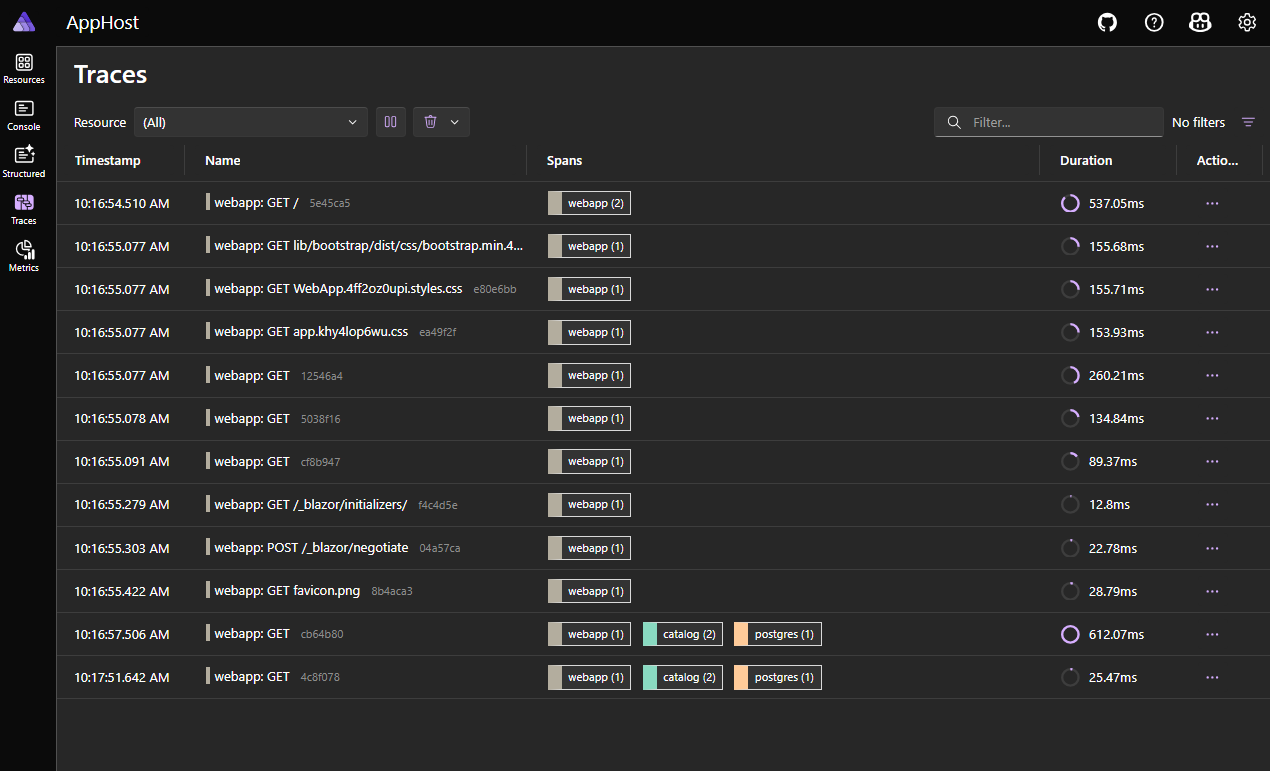 AppHost
Resources
Console
Structured
Traces
Metrics
Traces
Resource (All) Filter... No filters
Timestamp Name Spans Duration Actio...
10:16:54.510 AM webapp: GET / 5e45ca5 webapp (2) 537.05ms
10:16:55.077 AM webapp: GET lib/bootstrap/dist/css/bootstrap.min.4... webapp (1) 155.68ms
10:16:55.077 AM webapp: GET WebApp.4ff2oz0upi.styles.css e80e6bb webapp (1) 155.71ms
10:16:55.077 AM webapp: GET app.khy4lop6wu.css ea49f2f webapp (1) 153.93ms
10:16:55.077 AM webapp: GET 12546a4 webapp (1) 260.21ms
10:16:55.078 AM webapp: GET 5038f16 webapp (1) 134.84ms
10:16:55.091 AM webapp: GET cf8b947 webapp (1) 89.37ms
10:16:55.279 AM webapp: GET /_blazor/initializers/ f4c4d5e webapp (1) 12.8ms
10:16:55.303 AM webapp: POST /_blazor/negotiate 04a57ca webapp (1) 22.78ms
10:16:55.422 AM webapp: GET favicon.png 8b4aca3 webapp (1) 28.79ms
10:16:57.506 AM webapp: GET cb64b80 webapp (1) catalog (2) postgres (1) 612.07ms
10:17:51.642 AM webapp: GET 4c8f078 webapp (1) catalog (2) postgres (1) 25.47ms